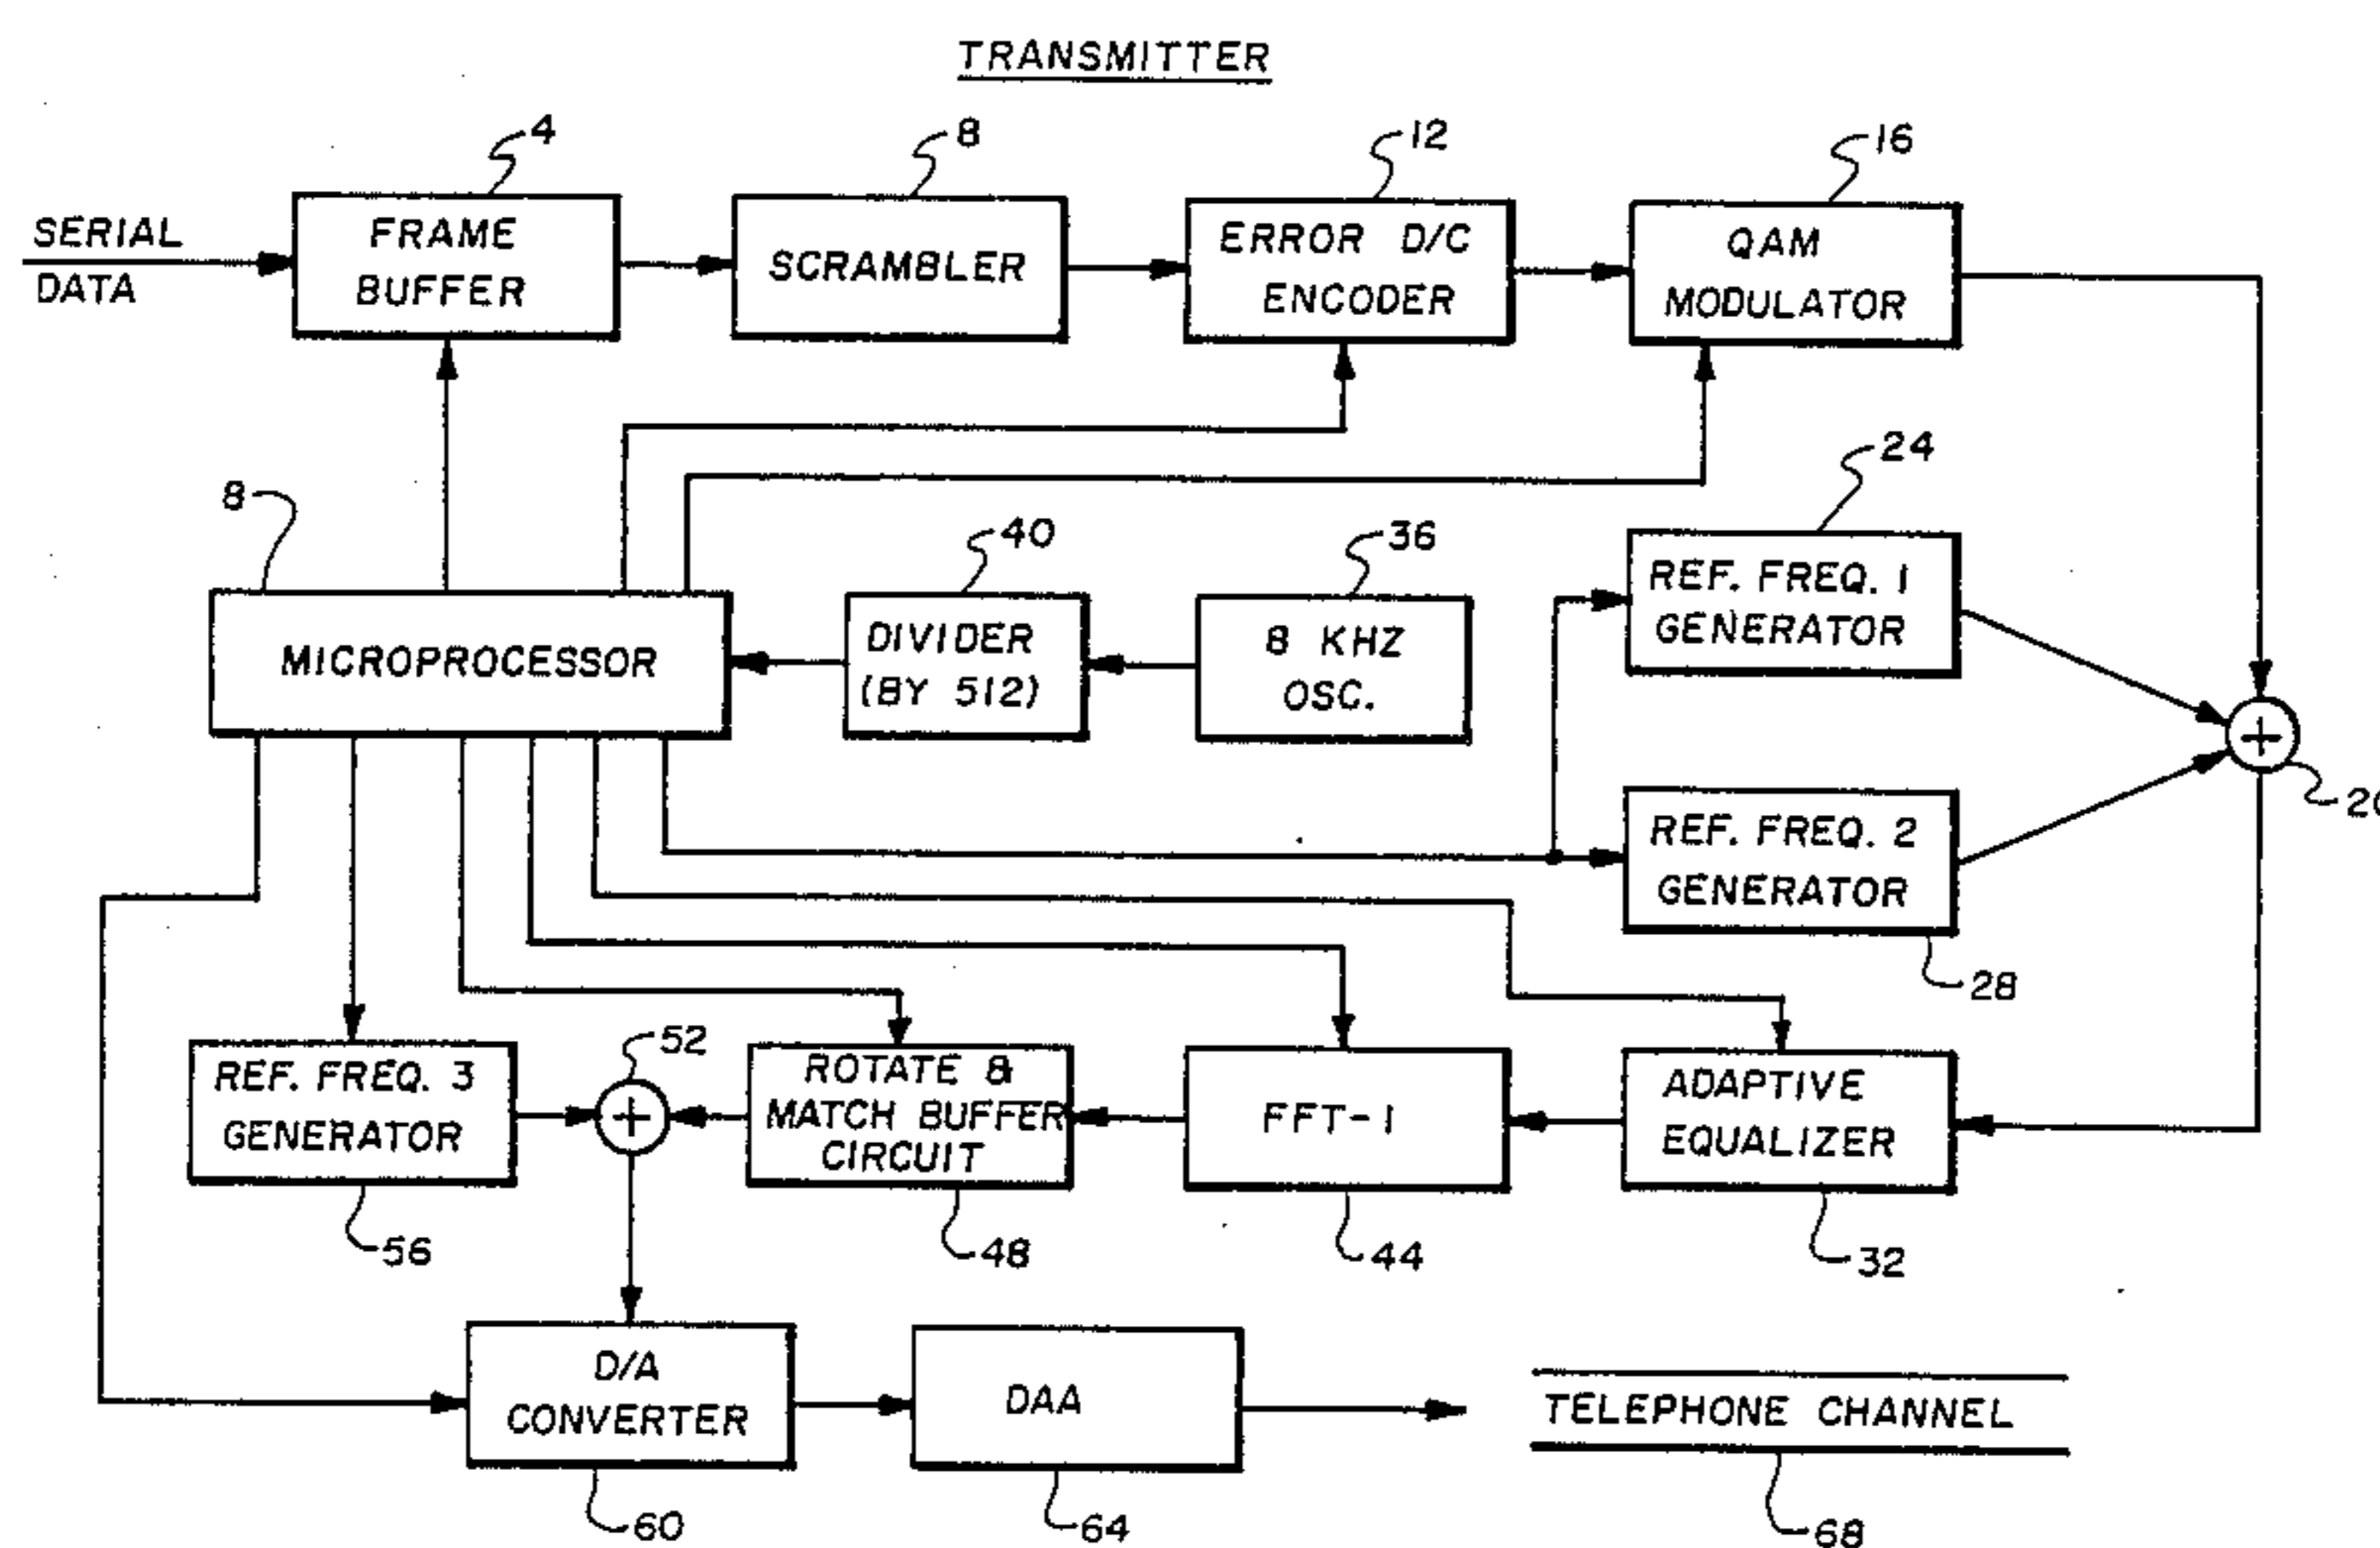 TRANSMITTER
4
8
12
16
SERIAL
DATA
FRAME
BUFFER
SCRAMBLER
ERROR D/C
ENCODER
QAM
MODULATOR
24
8
40
36
MICROPROCESSOR
DIVIDER
(BY 512)
8 KHZ
OSC.
REF. FREQ. 1
GENERATOR
+
REF. FREQ. 2
GENERATOR
28
52
REF. FREQ. 3
GENERATOR
+
ROTATE &
MATCH BUFFER
CIRCUIT
FFT-1
ADAPTIVE
EQUALIZER
56
48
44
32
D/A
CONVERTER
DAA
TELEPHONE CHANNEL
60
64
68